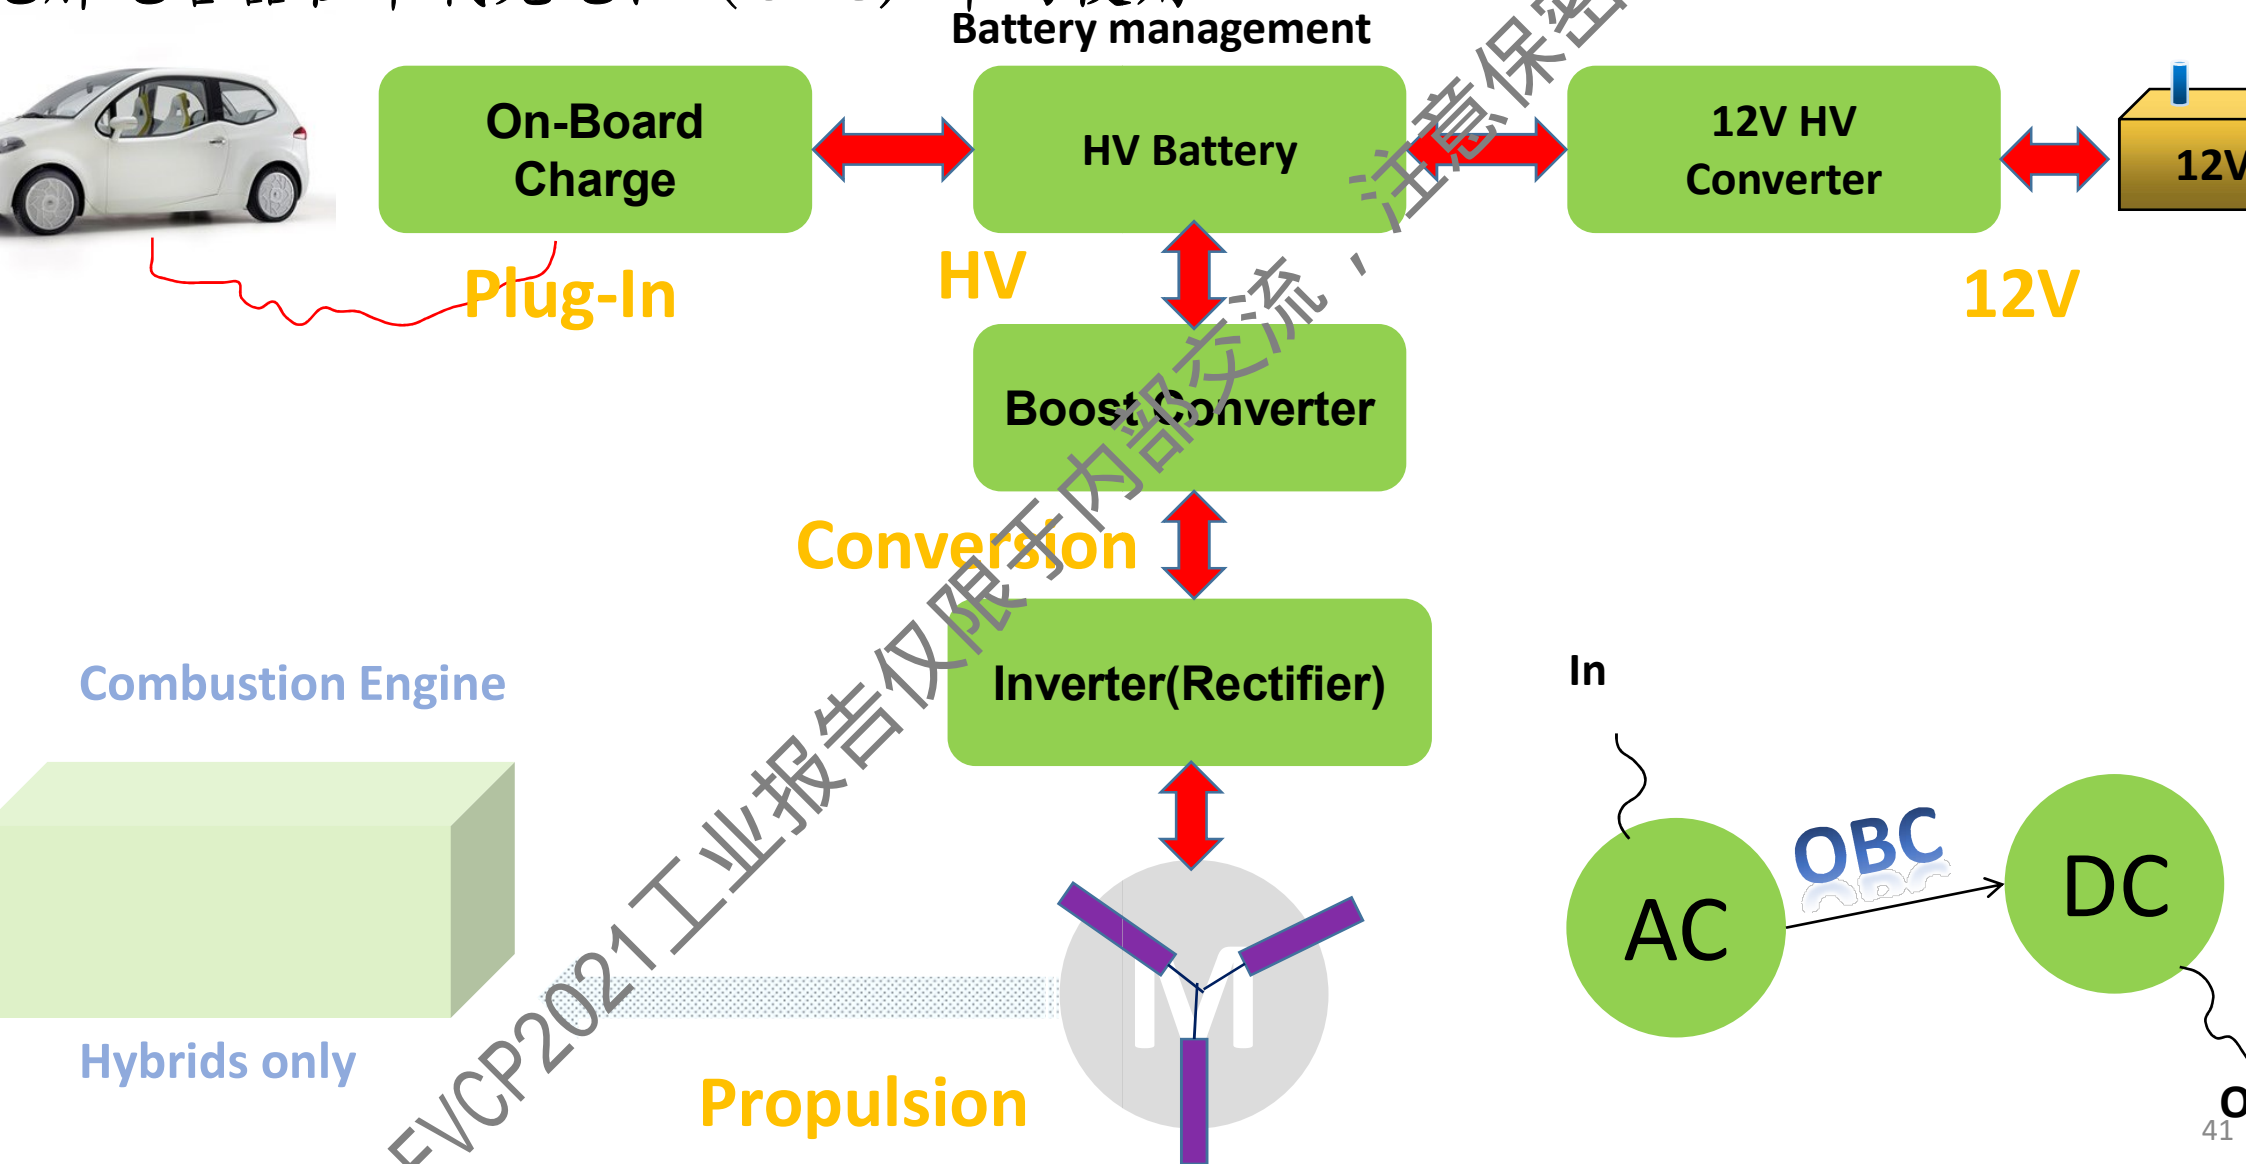 Battery management
On-Board
Charge
HV Battery
12V HV
Converter
12V
Plug-In
HV
12V
Boost Converter
Conversion
Combustion Engine
Inverter(Rectifier)
In
OBC
AC
DC
M
Hybrids only
Propulsion
41
EVCP2021工业报告仅限于内部交流，注意保密